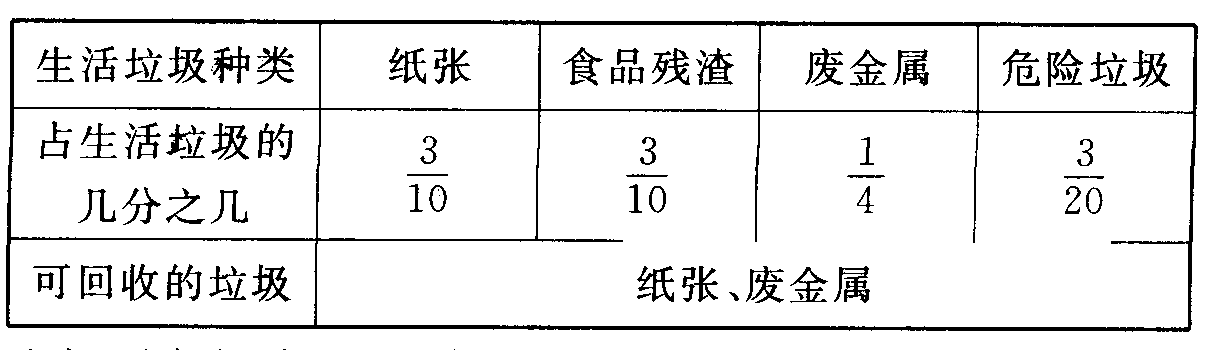 生活垃圾种类 纸张 食品残渣 废金属 危险垃圾
占生活垃圾的几分之几 3/10 3/10 1/4 3/20
可回收的垃圾 纸张、废金属